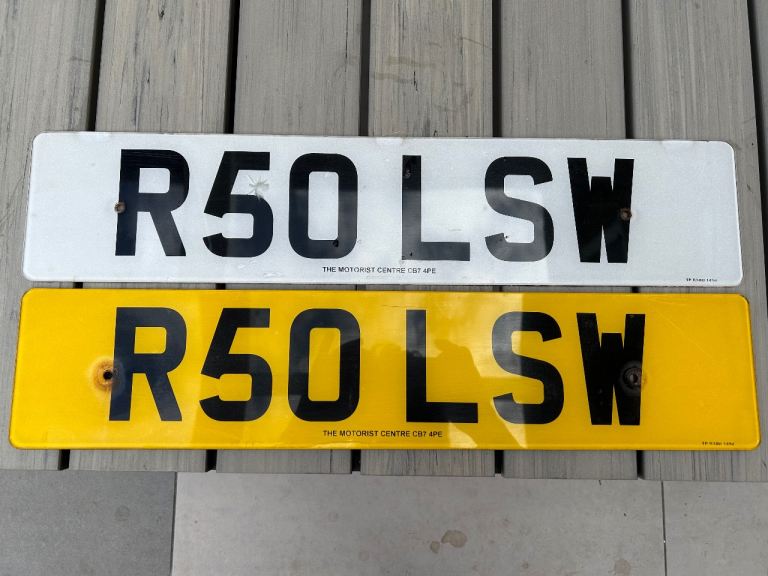 R50 LSW
THE MOTORIST CENTRE CB7 4PE
R50 LSW
THE MOTORIST CENTRE CB7 4PE